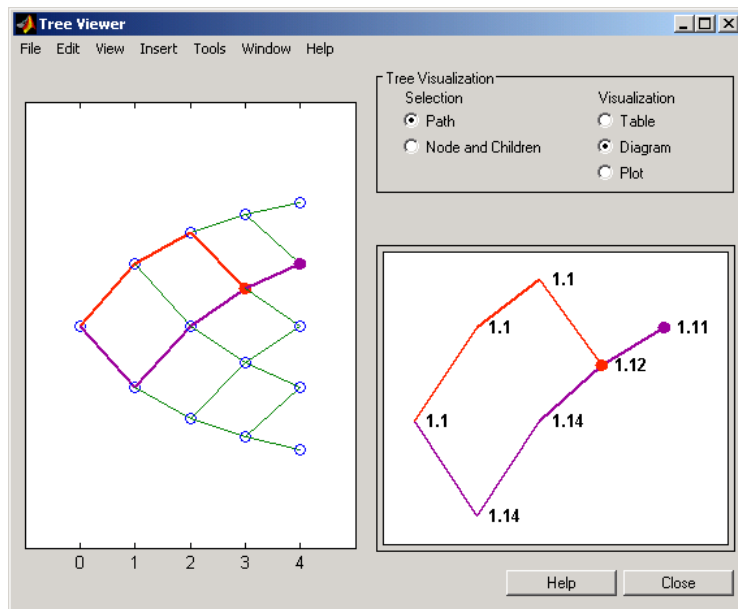 Tree Viewer
File Edit View Insert Tools Window Help
Tree Visualization
Selection
Path
Node and Children
Visualization
Table
Diagram
Plot
1.1
1.11
1.1
1.12
1.1
1.14
1.14
0 1 2 3 4
Help
Close